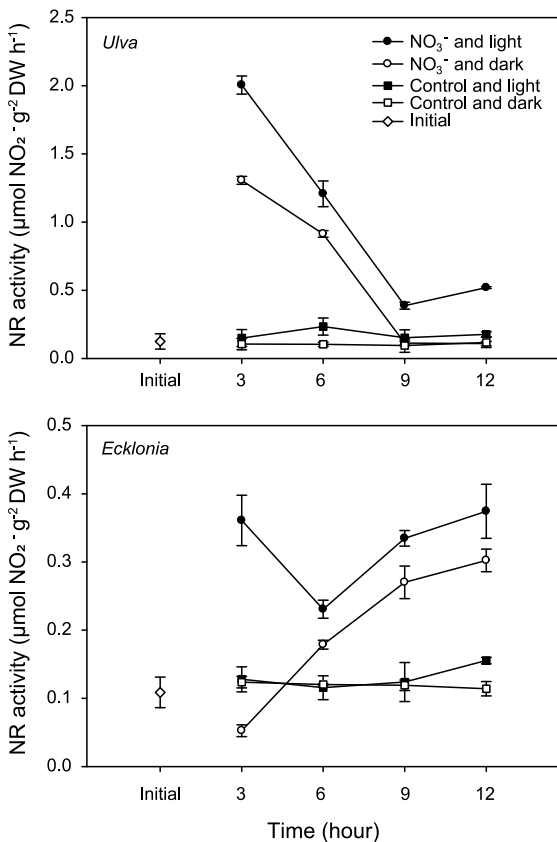 2.5
Ulva
NO₃⁻ and light
NO₃⁻ and dark
Control and light
Control and dark
Initial
2.0
1.5
1.0
0.5
0.0
NR activity (μmol NO₂⁻ g⁻² DW h⁻¹)
Initial 3 6 9 12
0.5
Ecklonia
0.4
0.3
0.2
0.1
0.0
NR activity (μmol NO₂⁻ g⁻² DW h⁻¹)
Initial 3 6 9 12
Time (hour)